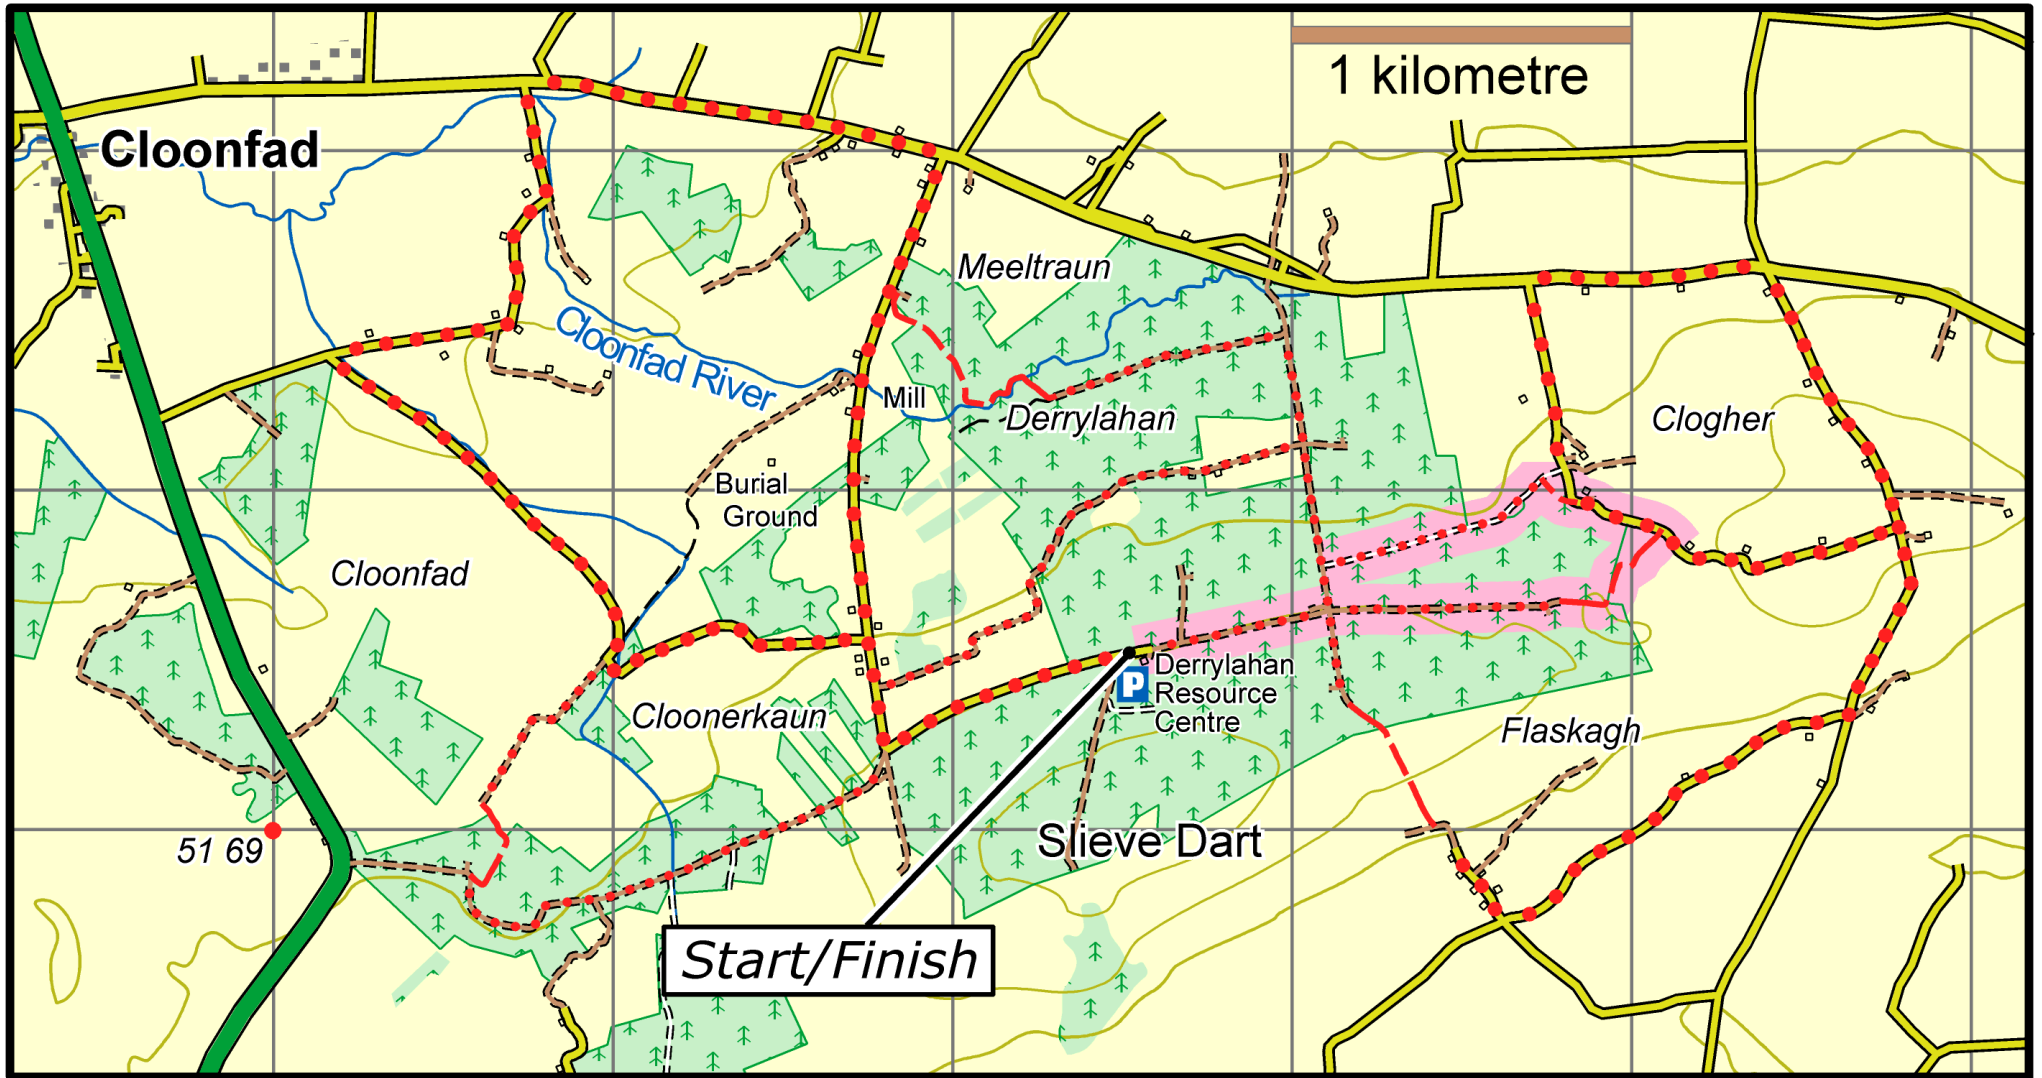 1 kilometre
Cloonfad
Meeltraun
Cloonfad River
Mill
Derrylahan
Clogher
Burial
Ground
Cloonfad
Derrylahan
P
Resource
Centre
Cloonerkaun
Flaskagh
51 69
Slieve Dart
Start/Finish